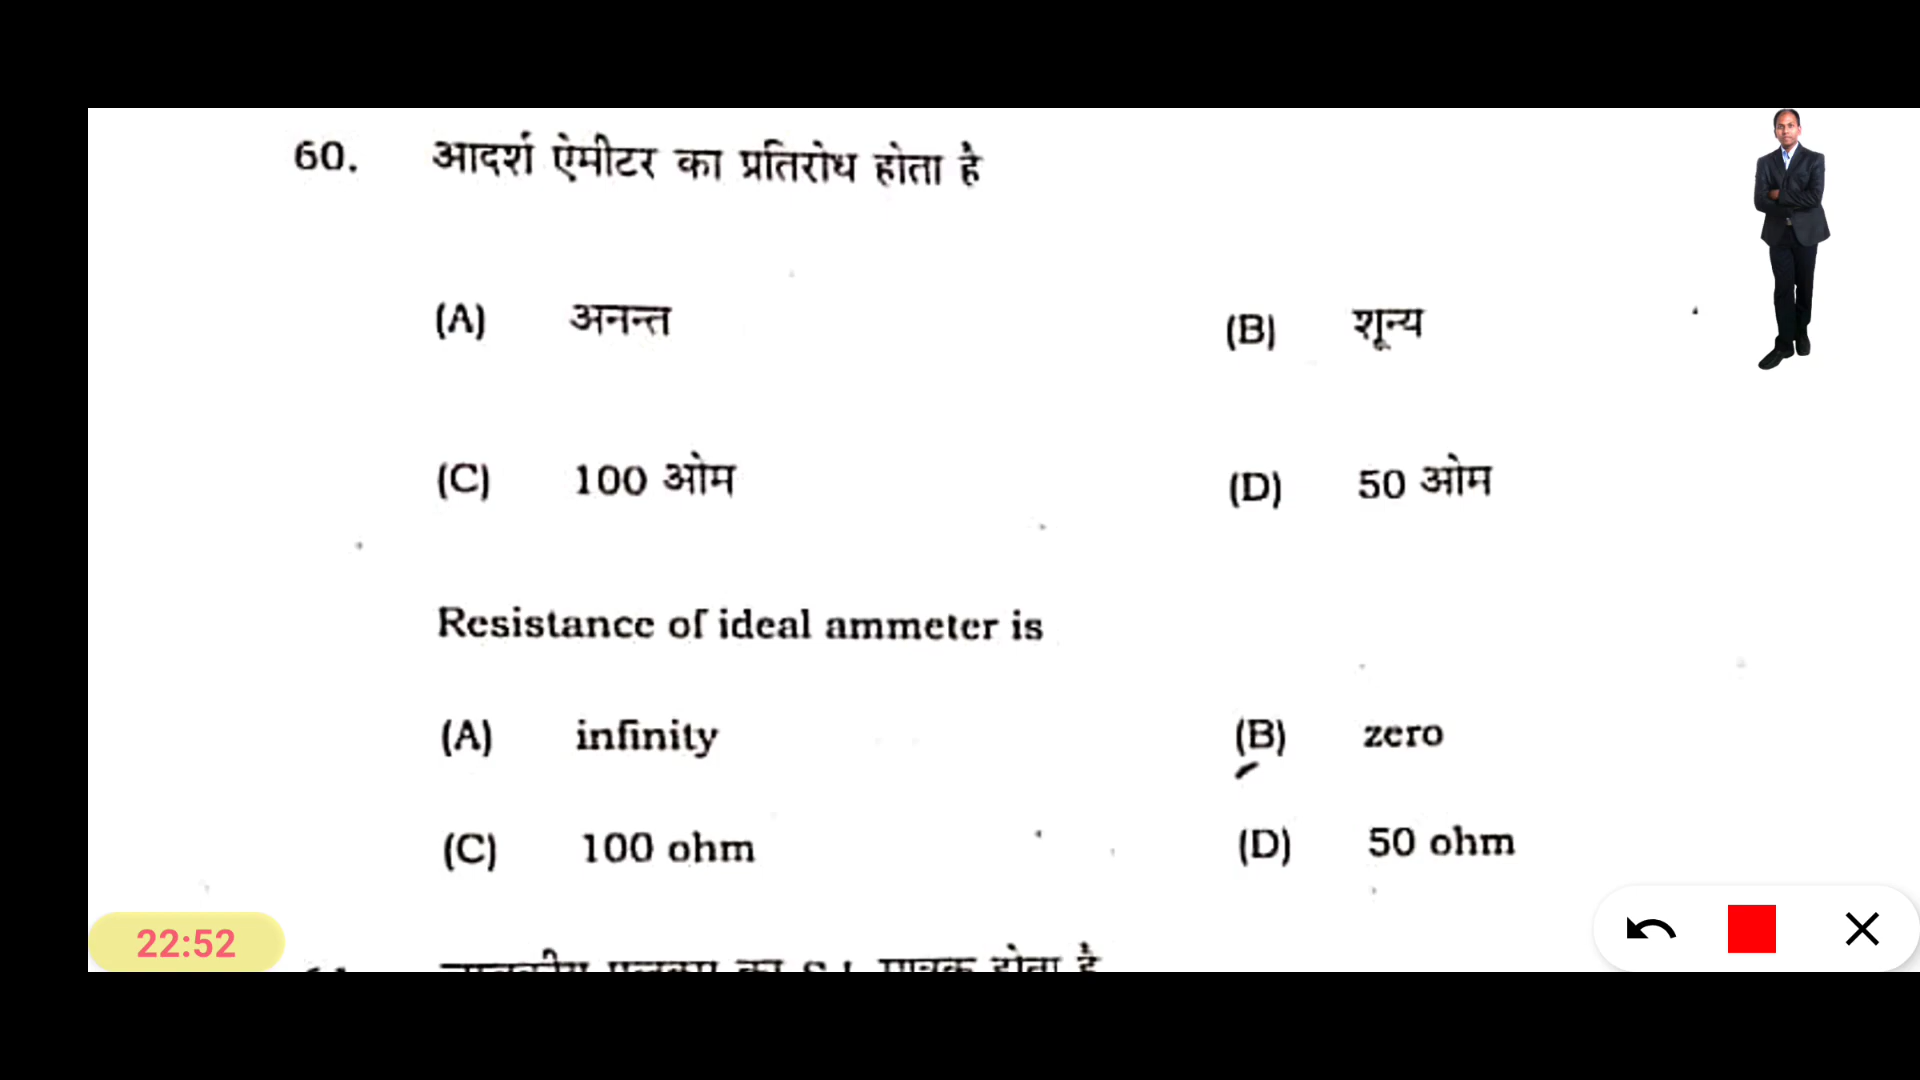 60. आदर्श ऐमीटर का प्रतिरोध होता है
(A) अनन्त (B) शून्य
(C) 100 ओम (D) 50 ओम
Resistance of ideal ammeter is
(A) infinity (B) zero
(C) 100 ohm (D) 50 ohm
22:52
का S.I. मात्रक होता है